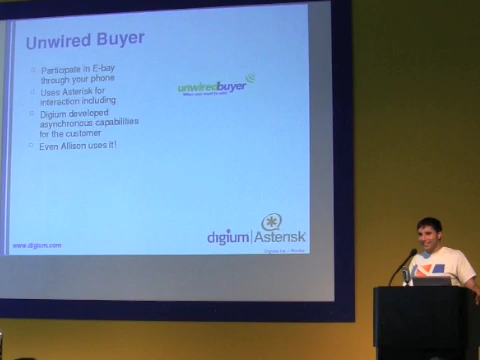 Unwired Buyer
Participate in E-bay
through your phone
Uses Asterisk for
interaction including
Digium developed
asynchronous capabilities
for the customer
Even Allison uses it!
unwiredbuyer
www.digium.com
digium|Asterisk